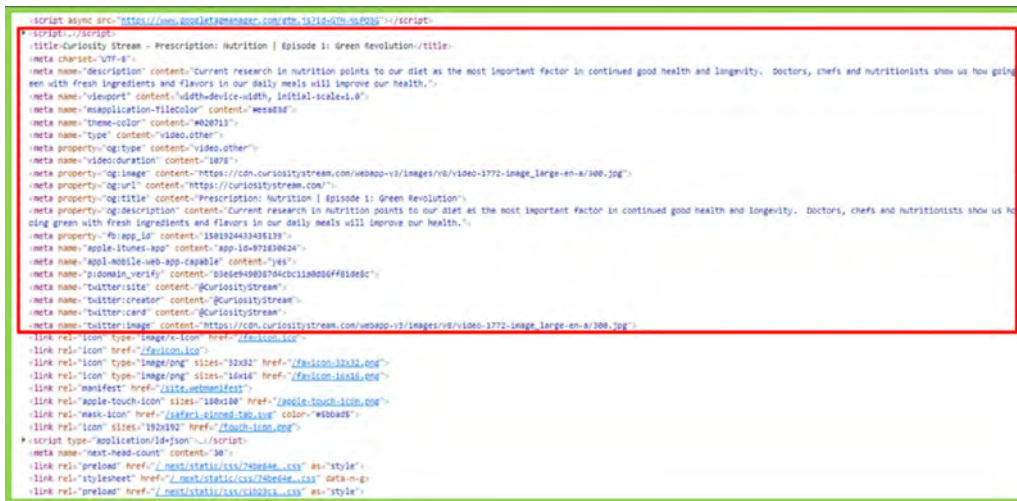 <script async src="https://www.googletagmanager.com/gtm.js?id=GTM-NLPQ3G"></script>
<script>…</script>
<title>Curiosity Stream - Prescription: Nutrition | Episode 1: Green Revolution</title>
<meta charset="UTF-8">
<meta name="description" content="Current research in nutrition points to our diet as the most important factor in continued good health and longevity.  Doctors, chefs and nutritionists show us how going
een with fresh ingredients and flavors in our daily meals will improve our health.">
<meta name="viewport" content="width=device-width, initial-scale=1.0">
<meta name="msapplication-TileColor" content=
<meta name="theme-color" content="#020713">
<meta name="type" content="video.other">
<meta property="og:type" content="video.other">
<meta name="video:duration" content="1078">
<meta property="og:image" content="https://cdn.curiositystream.com/webapp-v3/images/v8/video-1772-image_large-en-a/300.jpg">
<meta property="og:url" content="https://curiositystream.com/">
<meta property="og:title" content="Prescription: Nutrition | Episode 1: Green Revolution">
<meta property="og:description" content="Current research in nutrition points to our diet as the most important factor in continued good health and longevity.  Doctors, chefs and nutritionists show us ho
oing green with fresh ingredients and flavors in our daily meals will improve our health.">
<meta property="fb:app_id" content="1501924433435139">
<meta name="apple-itunes-app" content="app-id=971830624">
<meta name="appl-mobile-web-app-capable" content="yes">
<meta name="p:domain_verify" content=
<meta name="twitter:site" content="@CuriosityStream">
<meta name="twitter:creator" content="@CuriosityStream">
<meta name="twitter:card" content="@CuriosityStream">
<meta name="twitter:image" content="https://cdn.curiositystream.com/webapp-v3/images/v8/video-1772-image_large-en-a/300.jpg">
<link rel="icon" type="image/x-icon" href="/favicon.ico">
<link rel="icon" href="/favicon.ico">
<link rel="icon" type="image/png" sizes="32x32" href="/favicon-32x32.png">
<link rel="icon" type="image/png" sizes="16x16" href="/favicon-16x16.png">
<link rel="manifest" href="/site.webmanifest">
<link rel="apple-touch-icon" sizes="180x180" href="/apple-touch-icon.png">
<link rel="mask-icon" href="/safari-pinned-tab.svg" color="#5bbad5">
<link rel="icon" sizes="192x192" href="/touch-icon.png">
<script type="application/ld+json">…</script>
<meta name="next-head-count" content="30">
<link rel="preload" href="/_next/static/css/74be64e….css" as="style">
<link rel="stylesheet" href="/_next/static/css/74be64e….css" data-n-g>
<link rel="preload" href="/_next/static/css/ as="style">